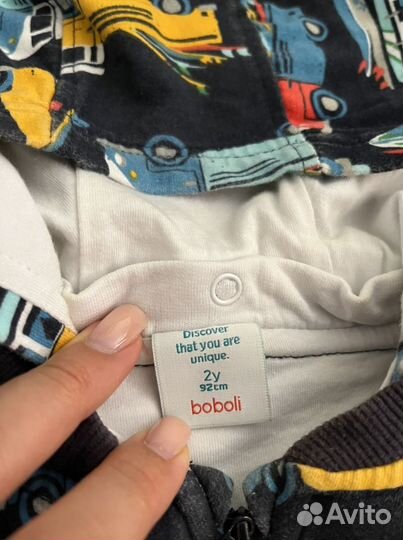 Discover
that you are
unique.
2y
92cm
boboli
Avito